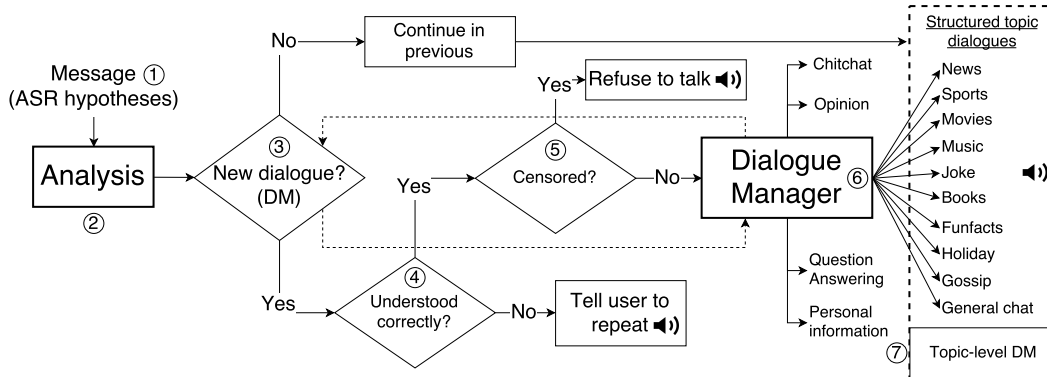 Message ①
(ASR hypotheses)
Analysis
②
③
New dialogue?
(DM)
No
Continue in
previous
Yes
④
Understood
correctly?
No
Tell user to
repeat
Yes
⑤
Censored?
Yes
Refuse to talk
No
Dialogue
Manager ⑥
Chitchat
Opinion
Question
Answering
Personal
information
Structured topic
dialogues
News
Sports
Movies
Music
Joke
Books
Funfacts
Holiday
Gossip
General chat
⑦ Topic-level DM